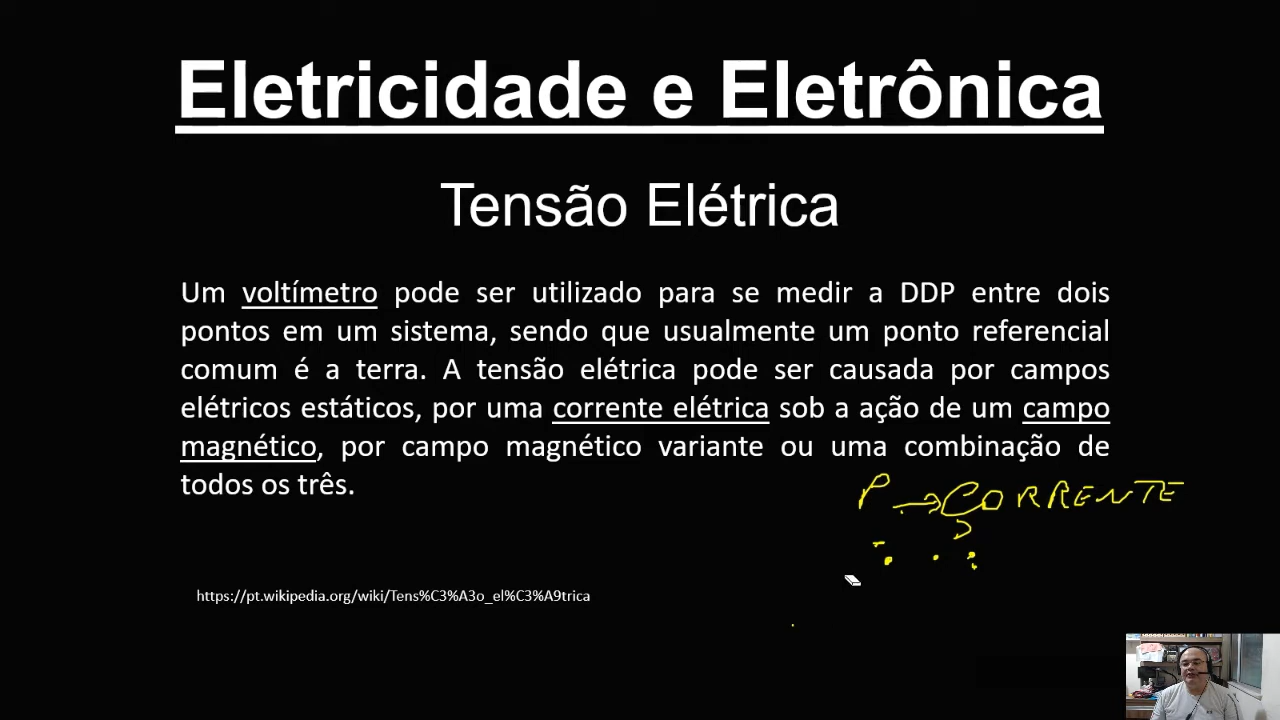 Eletricidade e Eletrônica
Tensão Elétrica
Um voltímetro pode ser utilizado para se medir a DDP entre dois
pontos em um sistema, sendo que usualmente um ponto referencial
comum é a terra. A tensão elétrica pode ser causada por campos
elétricos estáticos, por uma corrente elétrica sob a ação de um campo
magnético, por campo magnético variante ou uma combinação de
todos os três.
P → CORRENTE
https://pt.wikipedia.org/wiki/Tens%C3%A3o_el%C3%A9trica